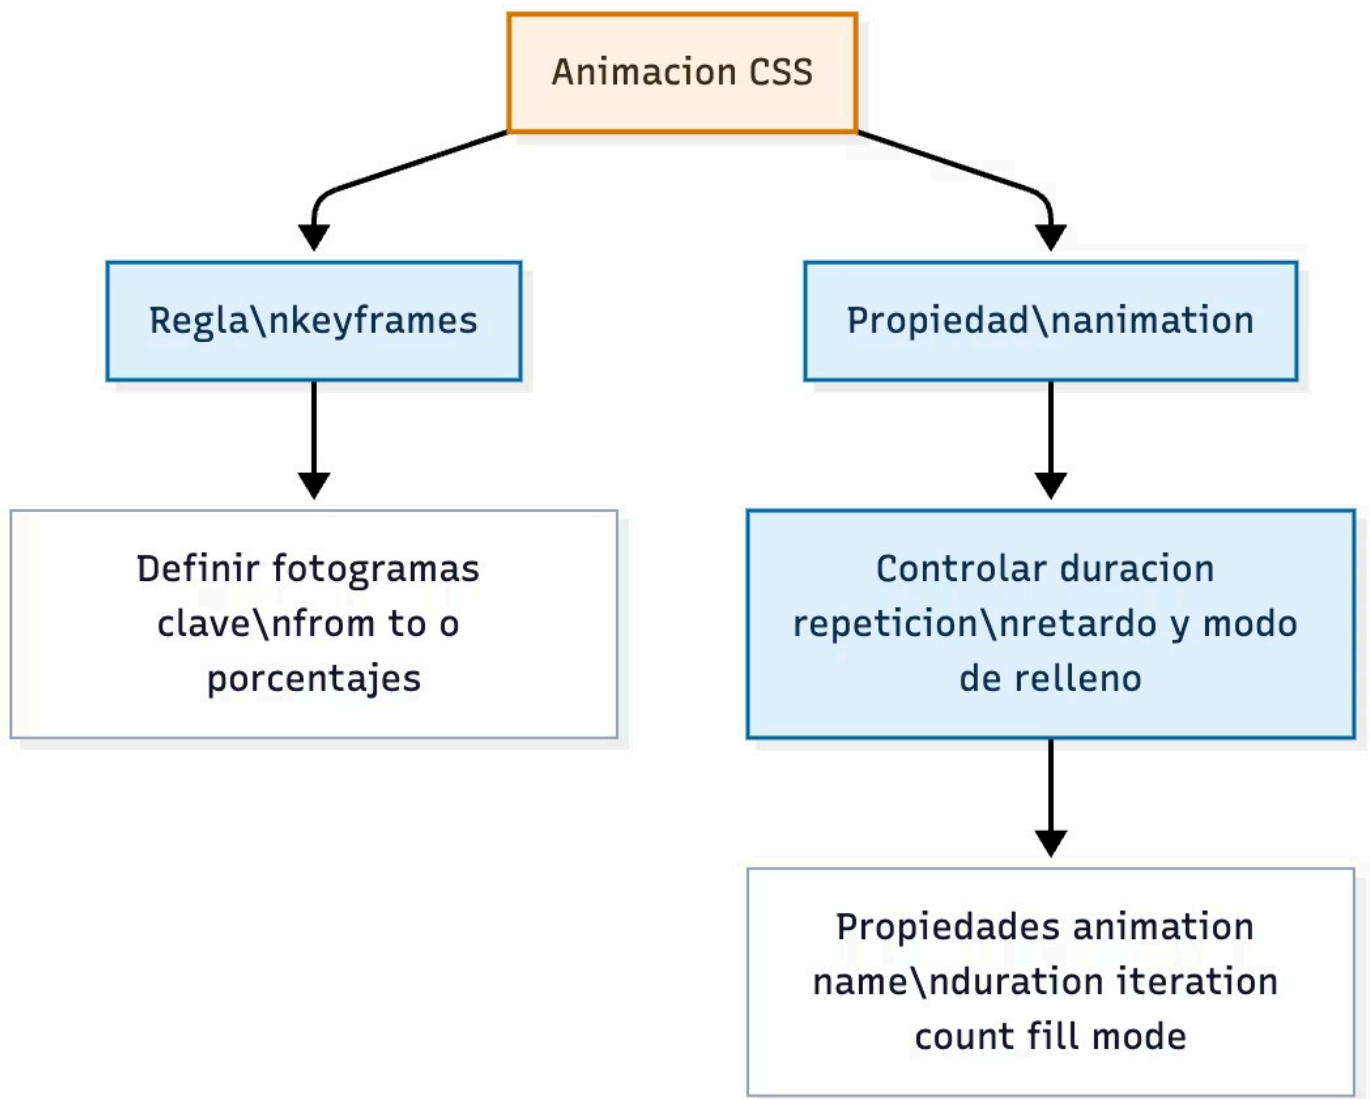 Animacion CSS
Regla\nkeyframes
Propiedad\nanimation
Definir fotogramas
clave\nfrom to o
porcentajes
Controlar duracion
repeticion\nretardo y modo
de relleno
Propiedades animation
name\nduration iteration
count fill mode